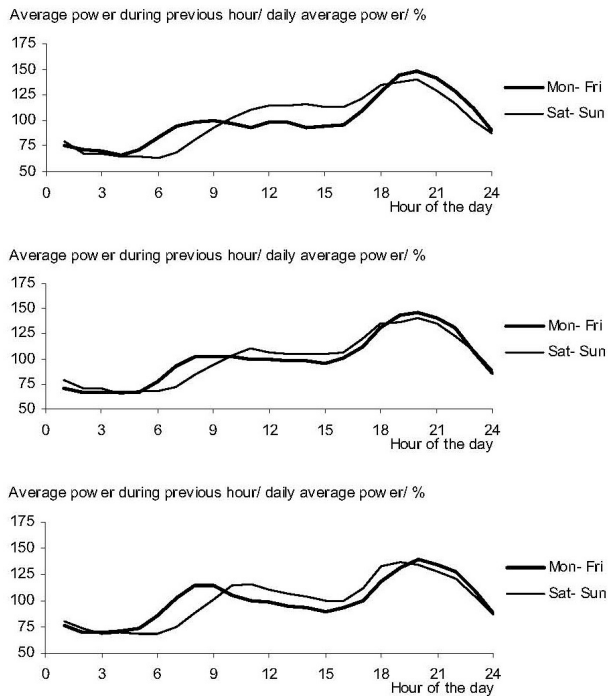 Average power during previous hour/ daily average power/ %
175
150
125
100
75
50
0 3 6 9 12 15 18 21 24
Hour of the day
Mon- Fri
Sat- Sun
Average power during previous hour/ daily average power/ %
175
150
125
100
75
50
0 3 6 9 12 15 18 21 24
Hour of the day
Mon- Fri
Sat- Sun
Average power during previous hour/ daily average power/ %
175
150
125
100
75
50
0 3 6 9 12 15 18 21 24
Hour of the day
Mon- Fri
Sat- Sun